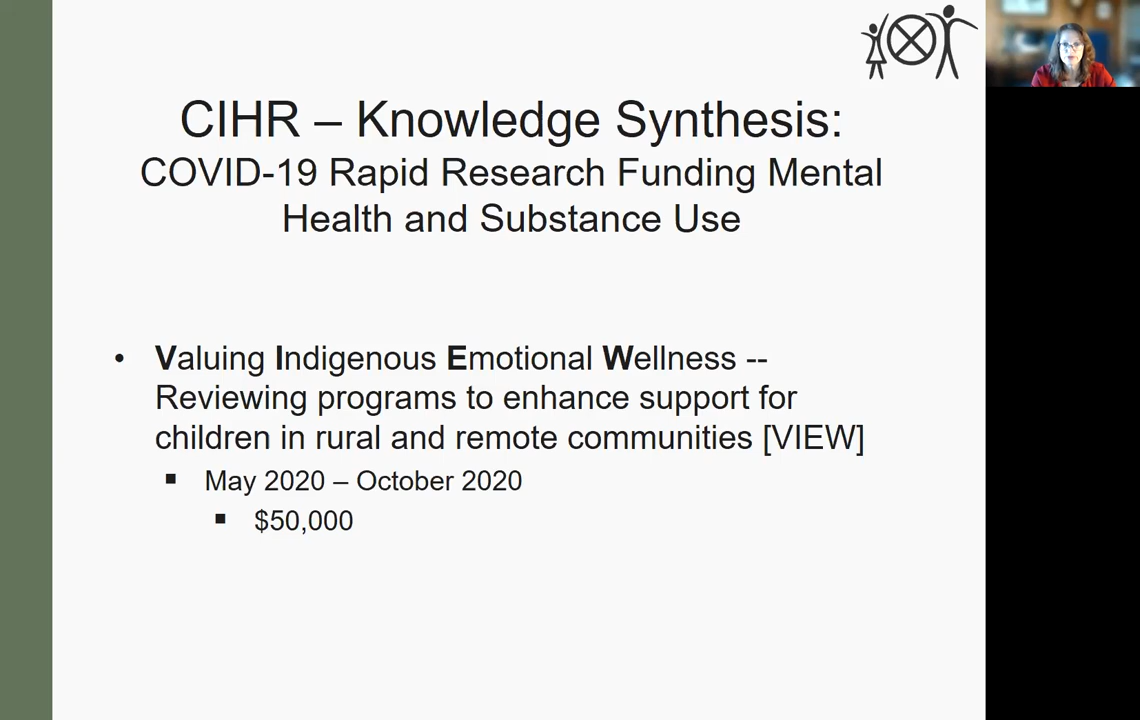 CIHR – Knowledge Synthesis:
COVID-19 Rapid Research Funding Mental
Health and Substance Use
• Valuing Indigenous Emotional Wellness --
Reviewing programs to enhance support for
children in rural and remote communities [VIEW]
▪ May 2020 – October 2020
▪ $50,000